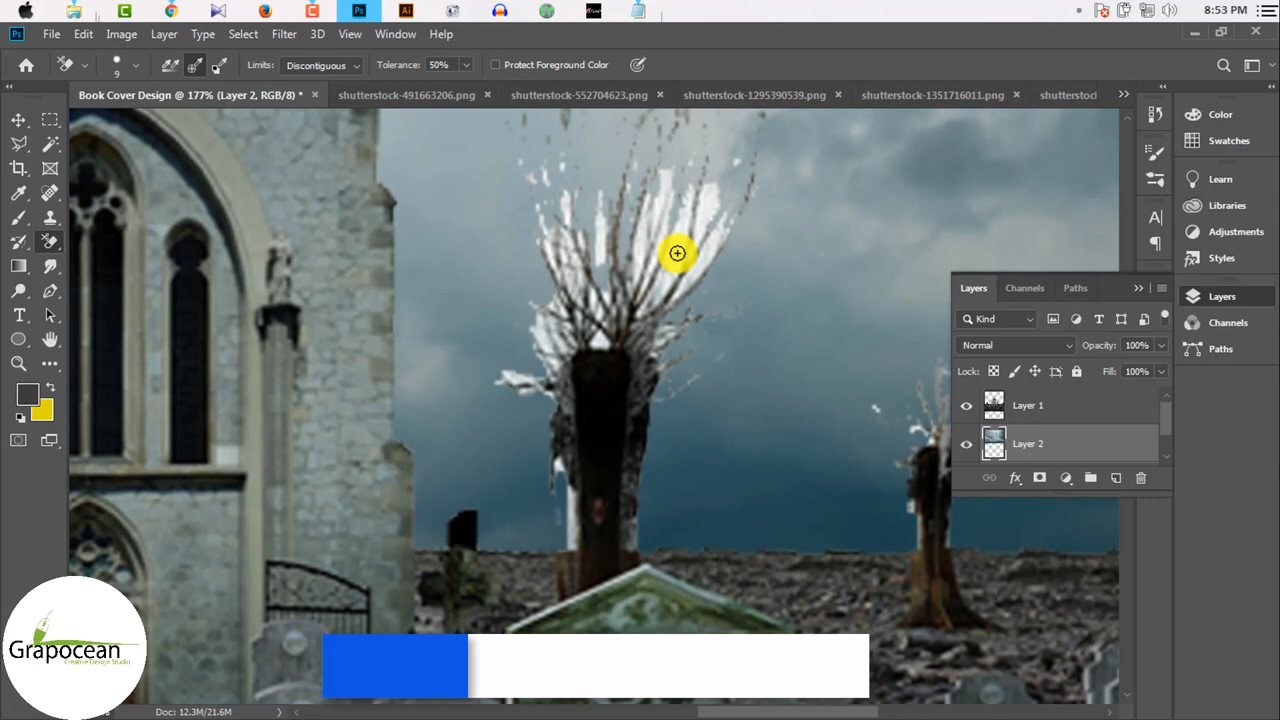 8:53 PM
Ps File Edit Image Layer Type Select Filter 3D View Window Help
9 Limits: Discontiguous Tolerance: 50% Protect Foreground Color
Book Cover Design @ 177% (Layer 2, RGB/8) * × shutterstock-491663206.png × shutterstock-552704623.png × shutterstock-1295390539.png × shutterstock-1351716011.png × shutterstocl
Color
Swatches
Learn
Libraries
Adjustments
Styles
Layers
Channels
Paths
Layers Channels Paths
Kind
Normal Opacity: 100%
Lock: Fill: 100%
Layer 1
Layer 2
Grapocean
Creative Design Studio
Doc: 12.3M/21.6M